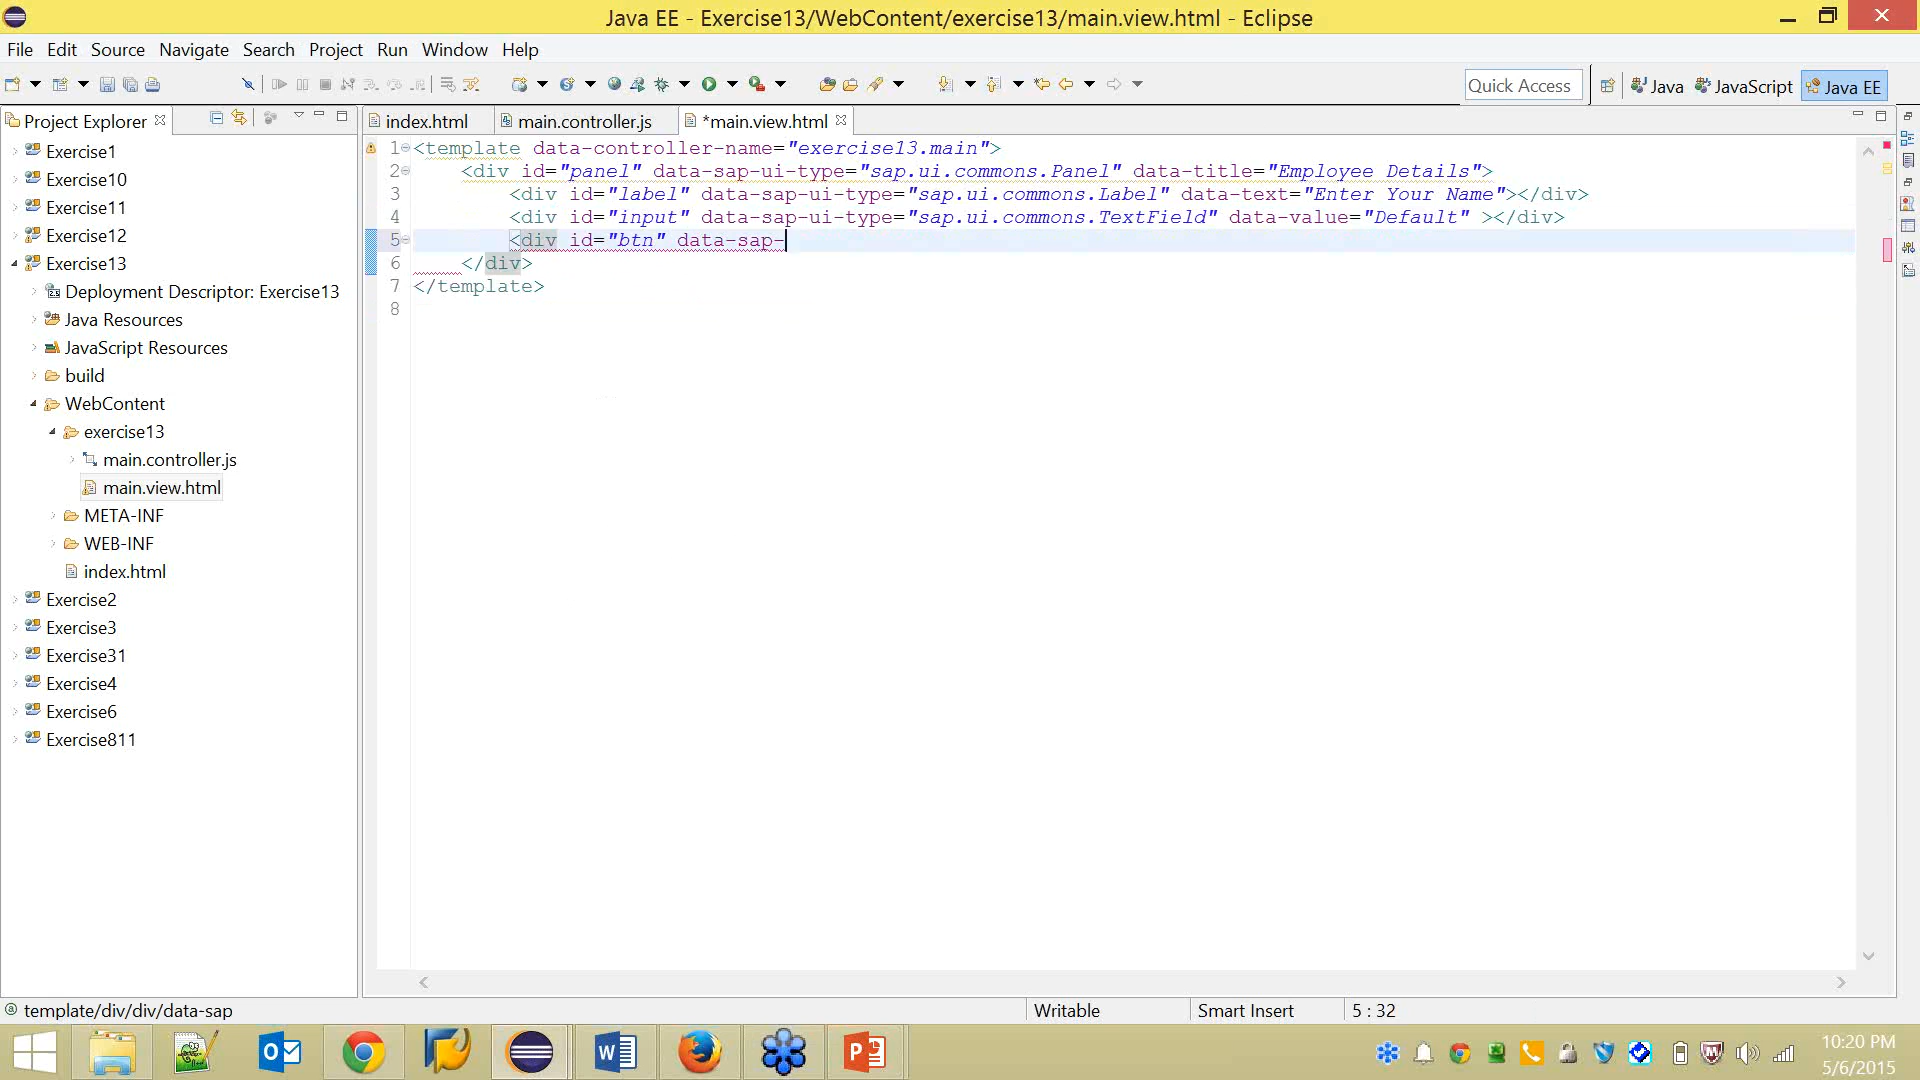 Java EE - Exercise13/WebContent/exercise13/main.view.html - Eclipse
File Edit Source Navigate Search Project Run Window Help
Quick Access
Java
JavaScript
Java EE
Project Explorer
Exercise1
Exercise10
Exercise11
Exercise12
Exercise13
Deployment Descriptor: Exercise13
Java Resources
JavaScript Resources
build
WebContent
exercise13
main.controller.js
main.view.html
META-INF
WEB-INF
index.html
Exercise2
Exercise3
Exercise31
Exercise4
Exercise6
Exercise811
index.html
main.controller.js
*main.view.html
1 <template data-controller-name="exercise13.main">
2 <div id="panel" data-sap-ui-type="sap.ui.commons.Panel" data-title="Employee Details">
3 <div id="label" data-sap-ui-type="sap.ui.commons.Label" data-text="Enter Your Name"></div>
4 <div id="input" data-sap-ui-type="sap.ui.commons.TextField" data-value="Default" ></div>
5 <div id="btn" data-sap-
6 </div>
7 </template>
8
template/div/div/data-sap
Writable
Smart Insert
5 : 32
10:20 PM
5/6/2015